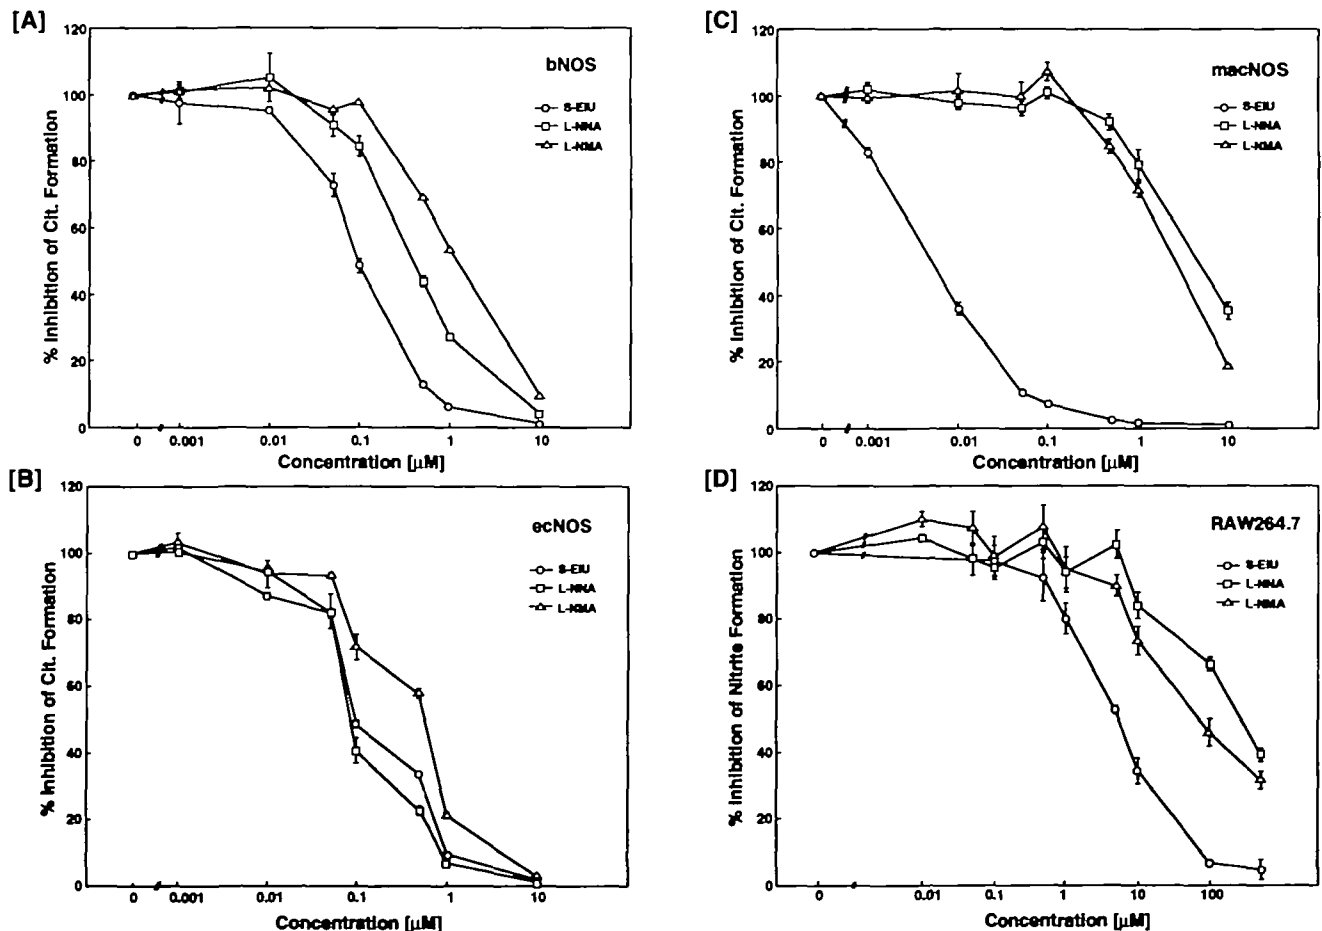 [A]
bNOS
S-EIU
L-NNA
L-NMA
% Inhibition of Cit. Formation
120
100
80
60
40
20
0
0 0.001 0.01 0.1 1 10
Concentration [µM]
[C]
macNOS
S-EIU
L-NNA
L-NMA
% Inhibition of Cit. Formation
120
100
80
60
40
20
0
0 0.001 0.01 0.1 1 10
Concentration [µM]
[B]
ecNOS
S-EIU
L-NNA
L-NMA
% Inhibition of Cit. Formation
120
100
80
60
40
20
0
0 0.001 0.01 0.1 1 10
Concentration [µM]
[D]
RAW264.7
S-EIU
L-NNA
L-NMA
% Inhibition of Nitrite Formation
120
100
80
60
40
20
0
0 0.01 0.1 1 10 100
Concentration [µM]